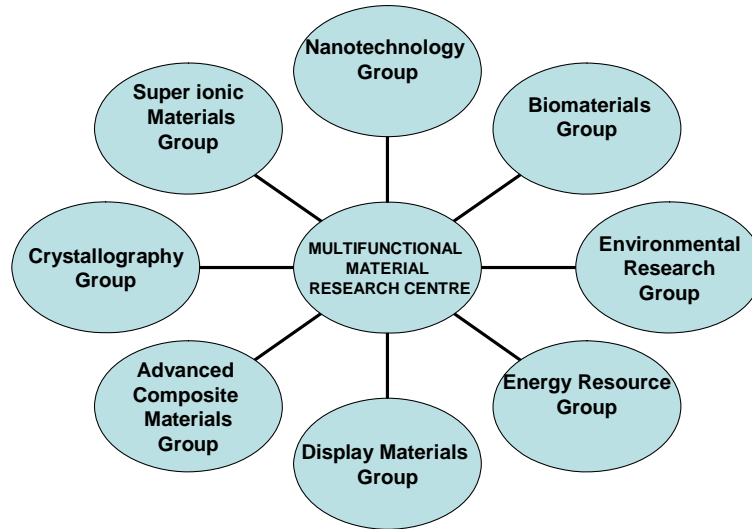 Nanotechnology
Group
Super ionic
Materials
Group
Biomaterials
Group
Crystallography
Group
MULTIFUNCTIONAL
MATERIAL
RESEARCH CENTRE
Environmental
Research
Group
Advanced
Composite
Materials
Group
Energy Resource
Group
Display Materials
Group